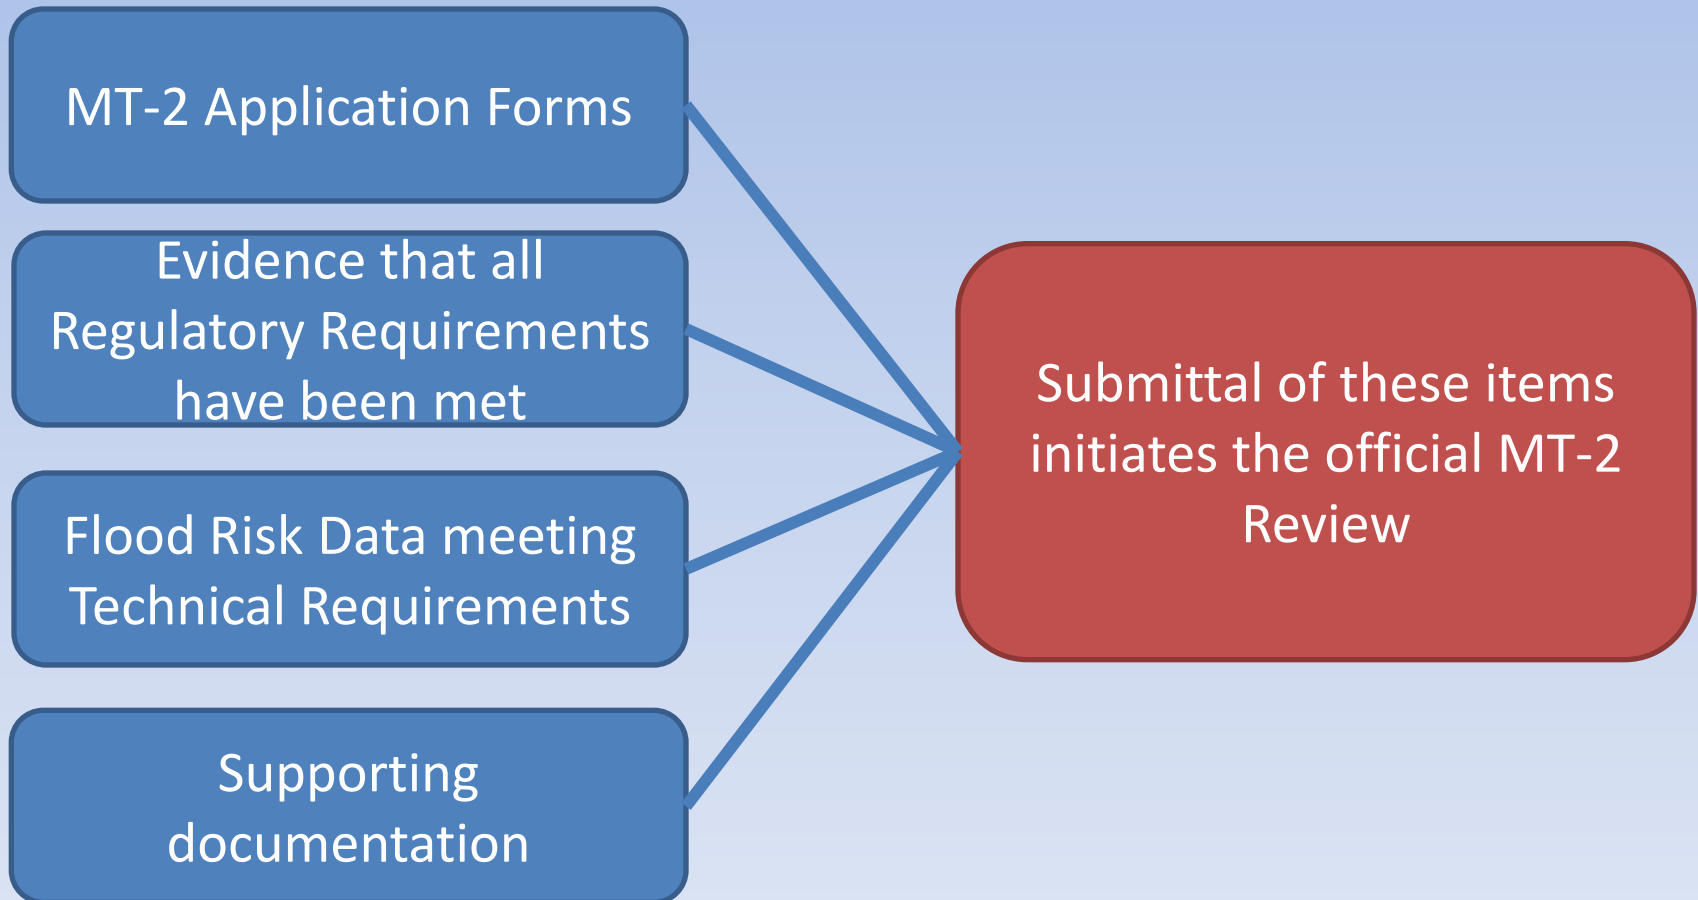 MT-2 Application Forms
Evidence that all
Regulatory Requirements
have been met
Flood Risk Data meeting
Technical Requirements
Supporting
documentation
Submittal of these items
initiates the official MT-2
Review